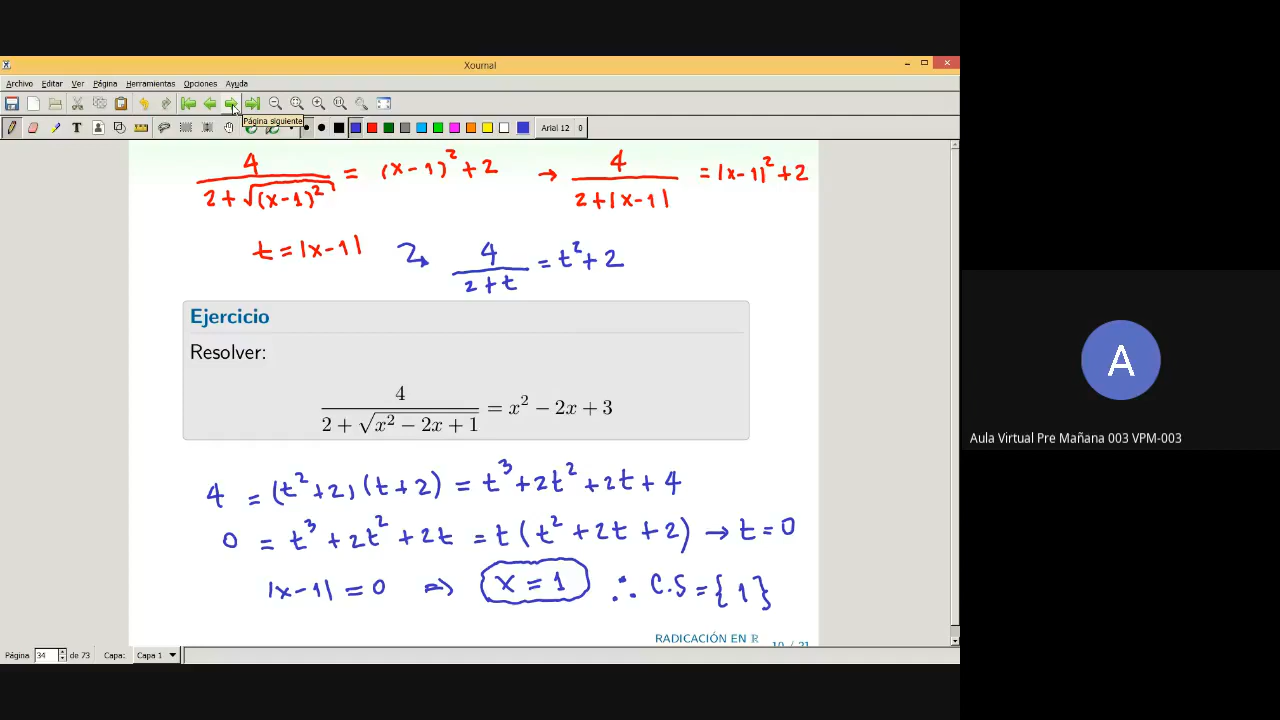 Xournal
Archivo Editar Ver Página Herramientas Opciones Ayuda
Página siguiente
Arial 12 0
4 / (2 + √(x-1)²) = (x-1)² + 2 → 4 / (2 + |x-1|) = |x-1|² + 2
t = |x-1| 4 / (2 + t) = t² + 2
Ejercicio
Resolver:
4 / (2 + √(x² − 2x + 1)) = x² − 2x + 3
4 = (t² + 2)(t + 2) = t³ + 2t² + 2t + 4
0 = t³ + 2t² + 2t = t(t² + 2t + 2) → t = 0
|x-1| = 0 ⇒ x = 1 ∴ C.S = {1}
RADICACIÓN EN ℝ 10 / 21
Página 34 de 73 Capa: Capa 1
A
Aula Virtual Pre Mañana 003 VPM-003